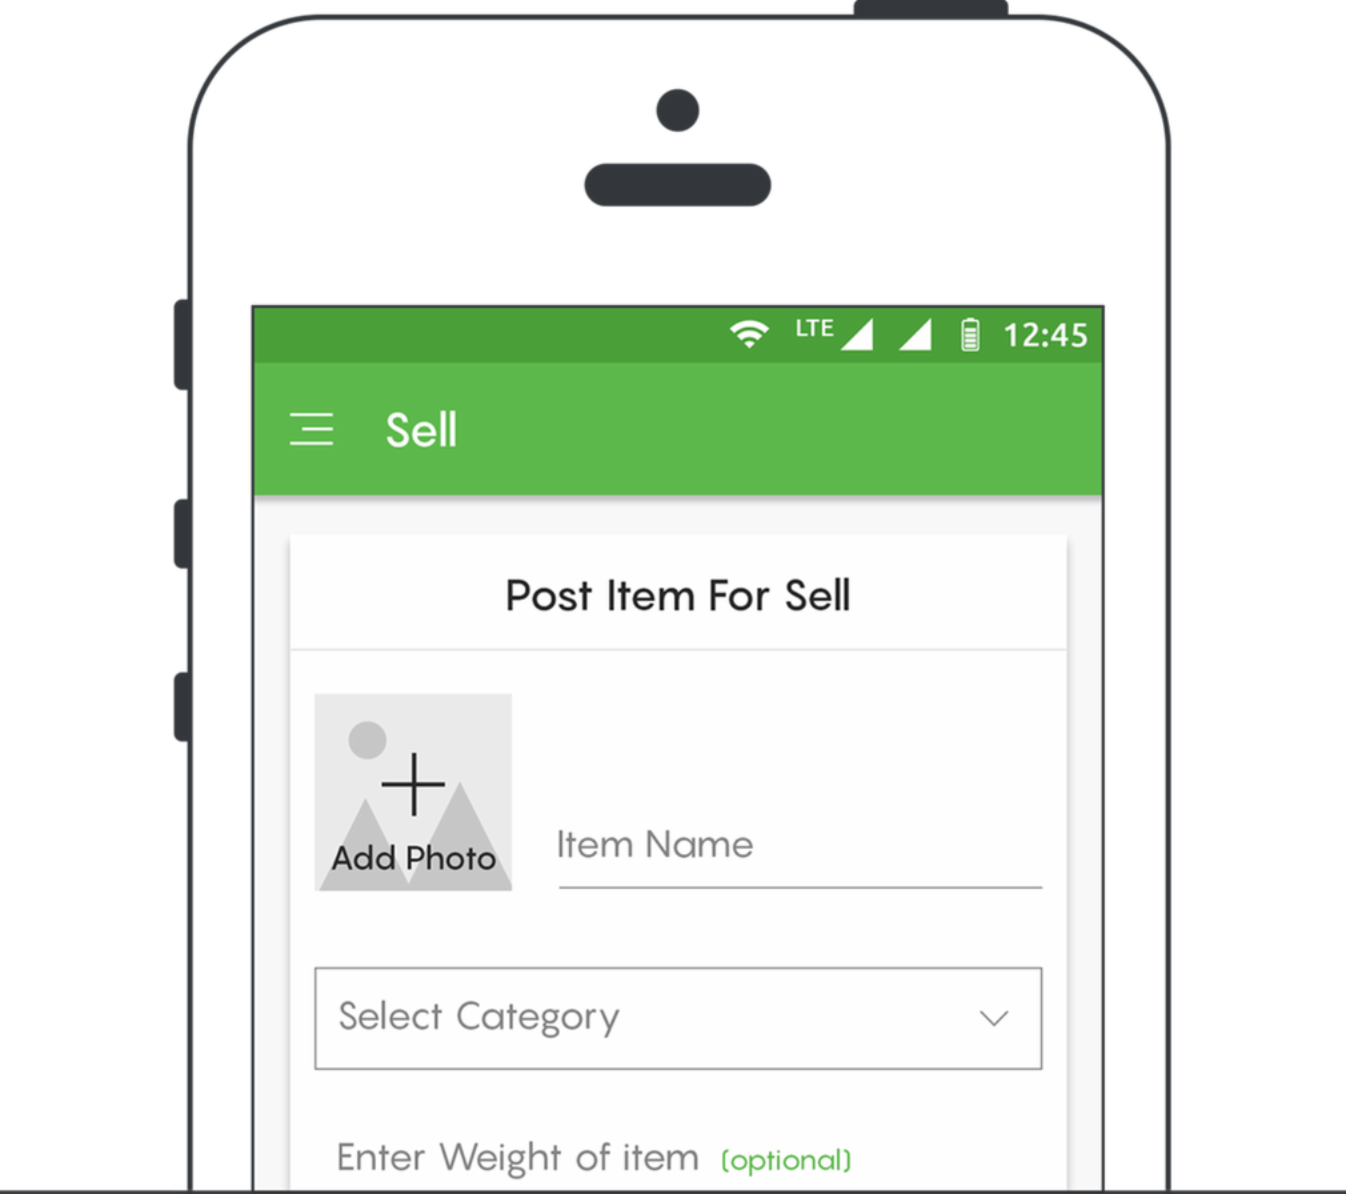 LTE 12:45
Sell
Post Item For Sell
Add Photo
Item Name
Select Category
Enter Weight of item (optional)